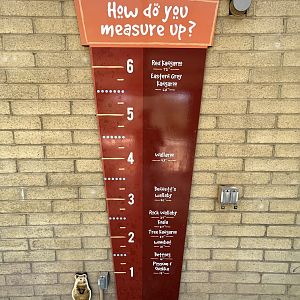 How do you
measure up?
6
Red Kangaroo
Eastern Grey
Kangaroo
5
4
Wallaroo
3
Bennett's
Wallaby
Rock Wallaby
Koala
2
Tree Kangaroo
Wombat
Bettong
1
Possum /
Quokka